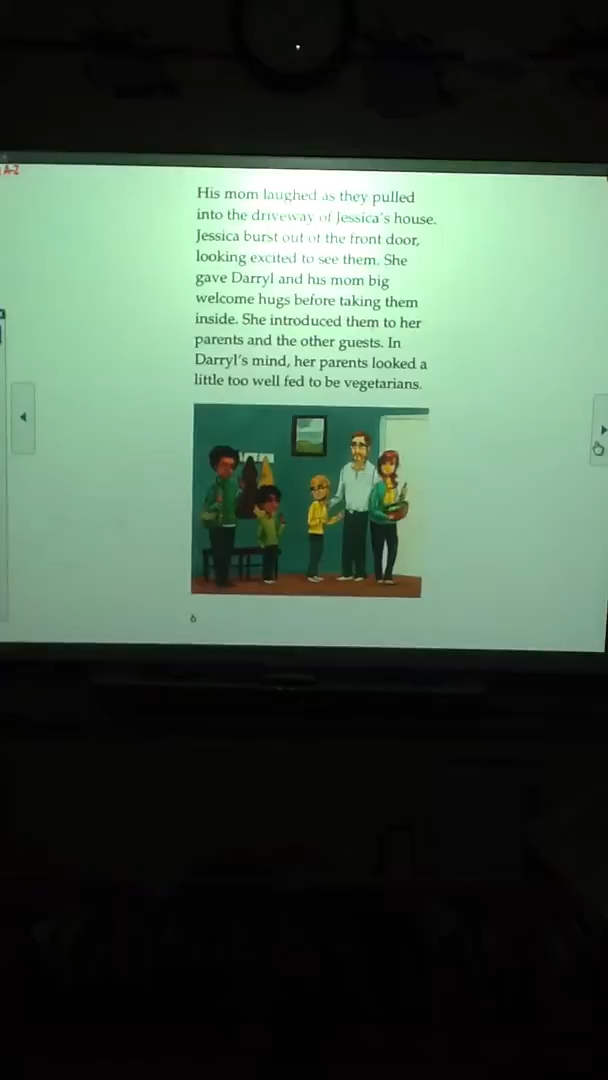 A-Z
His mom laughed as they pulled
into the driveway of Jessica's house.
Jessica burst out of the front door,
looking excited to see them. She
gave Darryl and his mom big
welcome hugs before taking them
inside. She introduced them to her
parents and the other guests. In
Darryl's mind, her parents looked a
little too well fed to be vegetarians.
6